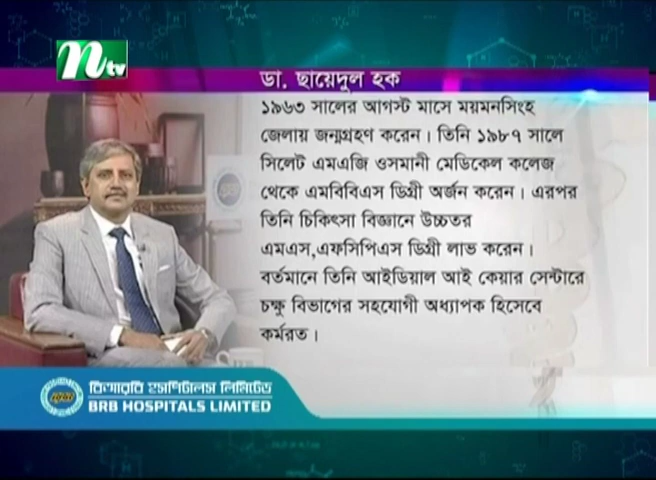 ntv
ডা. ছায়েদুল হক
১৯৬৩ সালের আগস্ট মাসে ময়মনসিংহ
জেলায় জন্মগ্রহণ করেন। তিনি ১৯৮৭ সালে
সিলেট এমএজি ওসমানী মেডিকেল কলেজ
থেকে এমবিবিএস ডিগ্রী অর্জন করেন। এরপর
তিনি চিকিৎসা বিজ্ঞানে উচ্চতর
এমএস,এফসিপিএস ডিগ্রী লাভ করেন।
বর্তমানে তিনি আইডিয়াল আই কেয়ার সেন্টারে
চক্ষু বিভাগের সহযোগী অধ্যাপক হিসেবে
কর্মরত।
বিআরবি হসপিটালস লিমিটেড
BRB HOSPITALS LIMITED